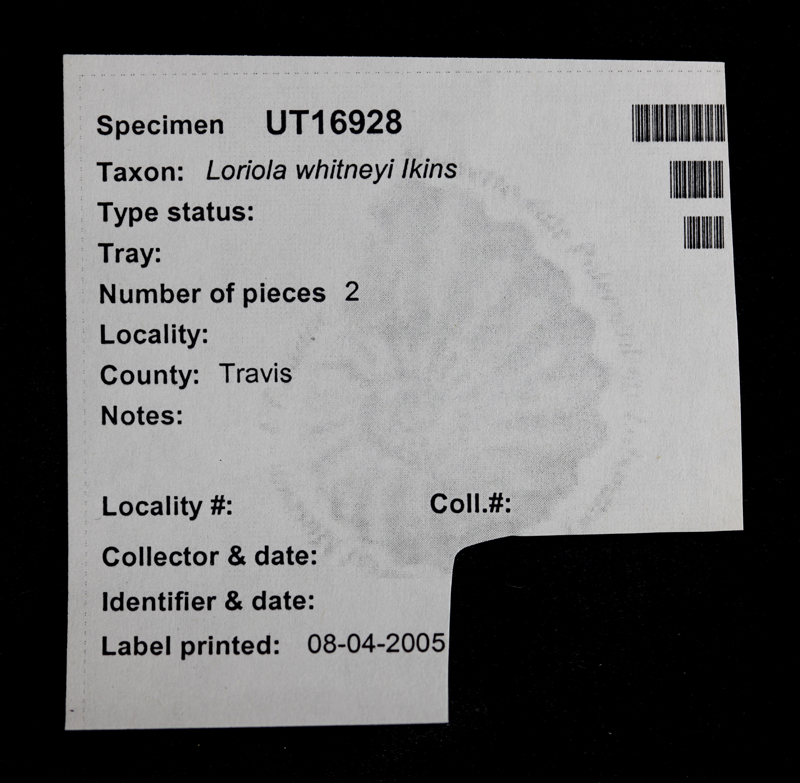 Specimen UT16928
Taxon: Loriola whitneyi Ikins
Type status:
Tray:
Number of pieces 2
Locality:
County: Travis
Notes:
Locality #: Coll.#:
Collector & date:
Identifier & date:
Label printed: 08-04-2005